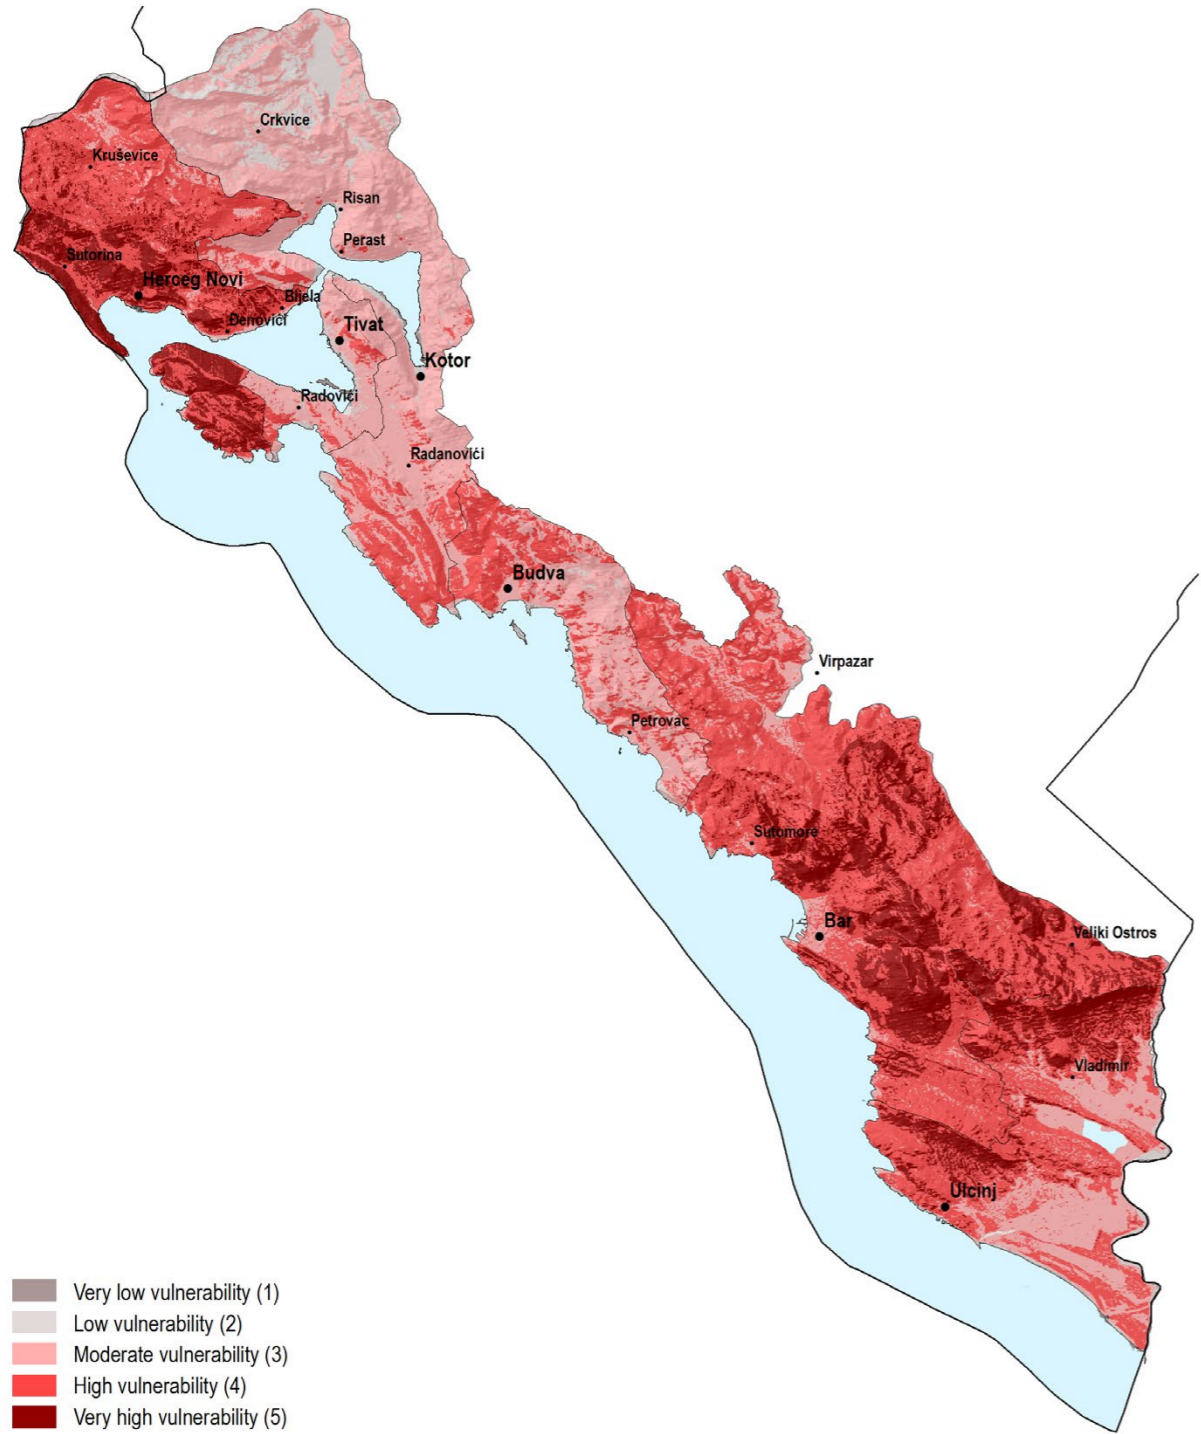 Crkvice
Kruševice
Risan
Perast
Sutorina
Herceg Novi
Bijela
Đenovići
Tivat
Kotor
Radovići
Radanovići
Budva
Virpazar
Petrovac
Sutomore
Bar
Veliki Ostros
Vladimir
Ulcinj
Very low vulnerability (1)
Low vulnerability (2)
Moderate vulnerability (3)
High vulnerability (4)
Very high vulnerability (5)